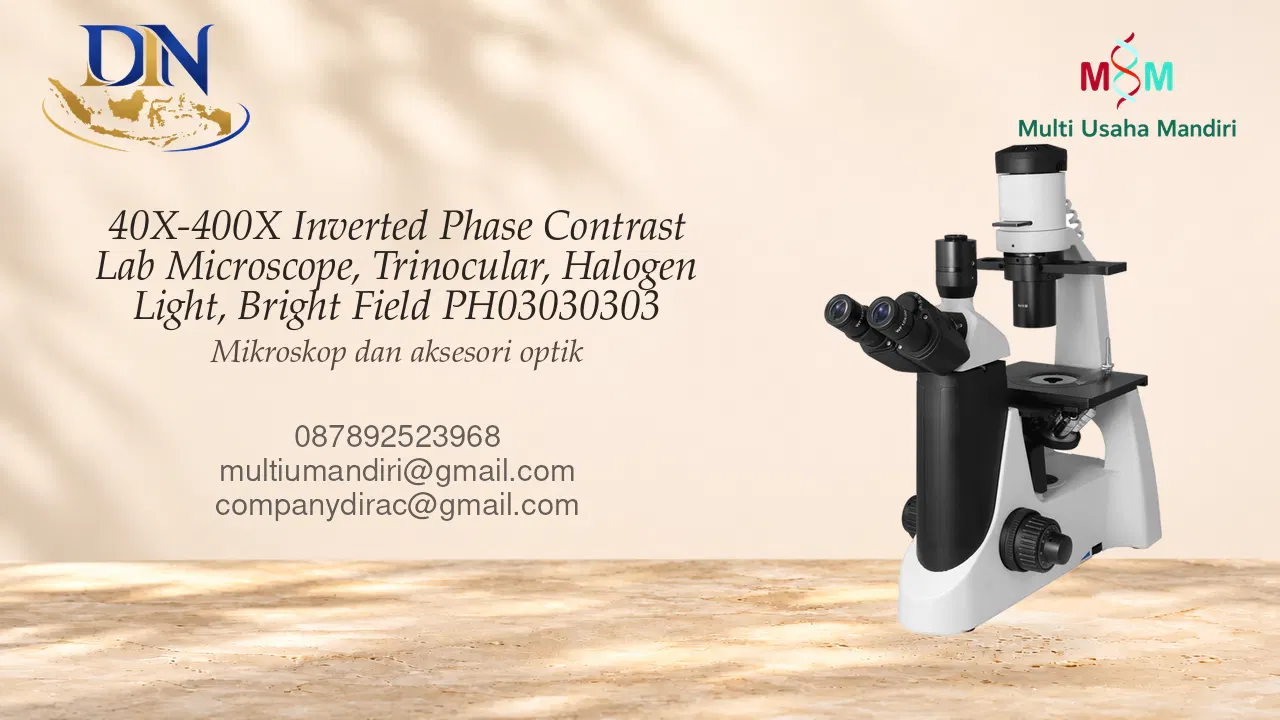 DIN
M M
Multi Usaha Mandiri
40X-400X Inverted Phase Contrast
Lab Microscope, Trinocular, Halogen
Light, Bright Field PH03030303
Mikroskop dan aksesori optik
087892523968
multiumandiri@gmail.com
companydirac@gmail.com